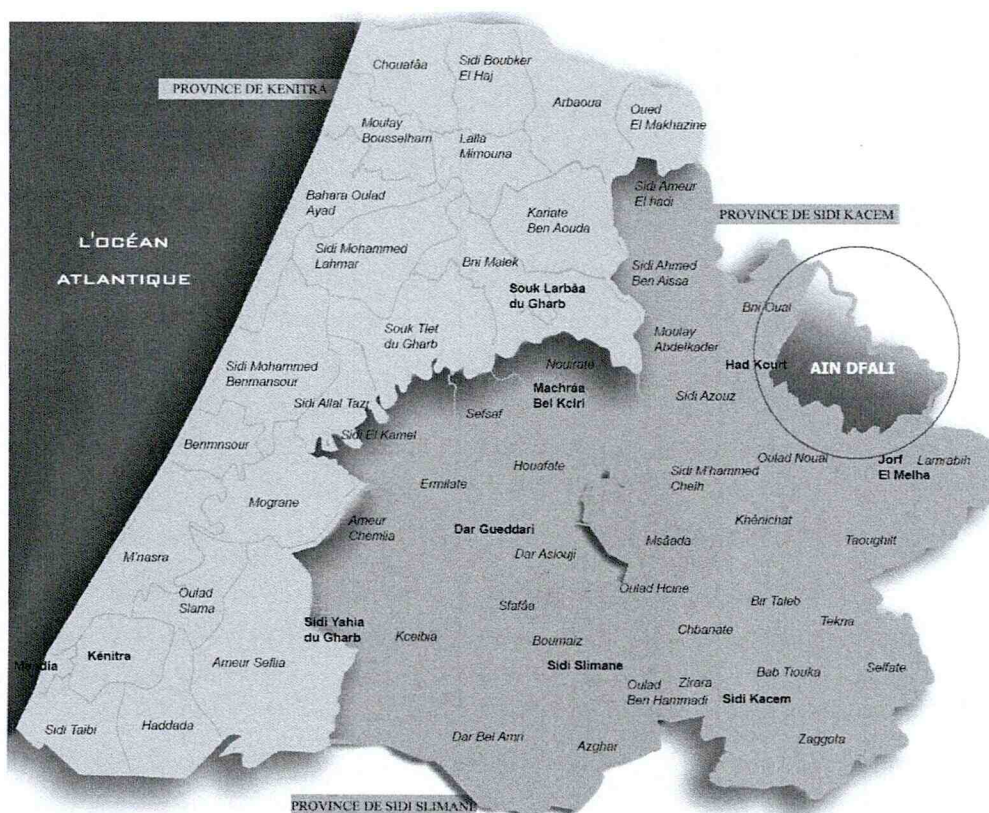 Chouafâa
Sidi Boubker
El Haj
PROVINCE DE KENITRA
Arbaoua
Oued
El Makhazine
Moulay
Bousselham
Lalla
Mimouna
Sidi Ameur
El hadi
Bahara Oulad
Ayad
Kariate
Ben Aouda
PROVINCE DE SIDI KACEM
L'OCÉAN
ATLANTIQUE
Sidi Mohammed
Lahmar
Bni Malek
Sidi Ahmed
Ben Aissa
Souk Larbâa
du Gharb
Bni Oual
Souk Tlet
du Gharb
Moulay
Abdelkader
Nouirate
Had Kourt
AIN DFALI
Sidi Mohammed
Benmansour
Machrâa
Bel Kciri
Sidi Azouz
Sidi Allal Tazi
Sefsaf
Sidi El Kamel
Benmnsour
Oulad Noual
Jorf
El Melha
Lamrabih
Houafate
Sidi M'hammed
Cheih
Ermilate
Mograne
Ameur
Chemlia
Dar Gueddari
Khênichat
Msâada
Taoughilt
M'nasra
Dar Aslouji
Oulad
Slama
Oulad Hcine
Sfafâa
Bir Taleb
Tekna
Sidi Yahia
du Gharb
Kceibia
Chbanate
Boumaiz
Kénitra
Ameur Seflia
Sidi Slimane
Bab Tiouka
Selfate
Oulad
Ben Hammadi
Zirara
Sidi Kacem
Sidi Taibi
Haddada
Dar Bel Amri
Azghar
Zaggota
PROVINCE DE SIDI SLIMANE